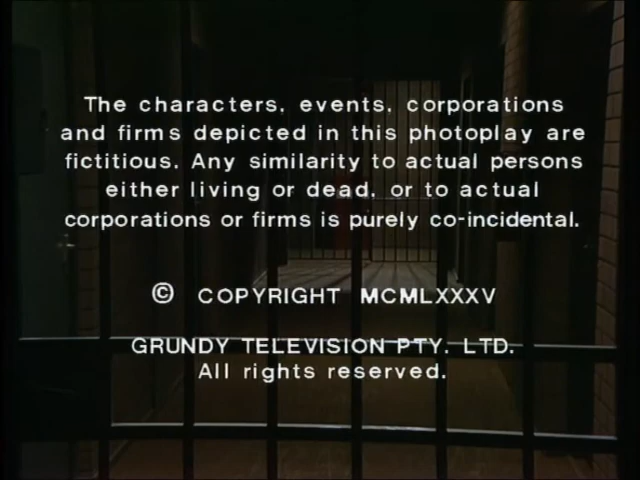 The characters, events, corporations
and firms depicted in this photoplay are
fictitious. Any similarity to actual persons
either living or dead, or to actual
corporations or firms is purely co-incidental.
© COPYRIGHT MCMLXXXV
GRUNDY TELEVISION PTY. LTD.
All rights reserved.